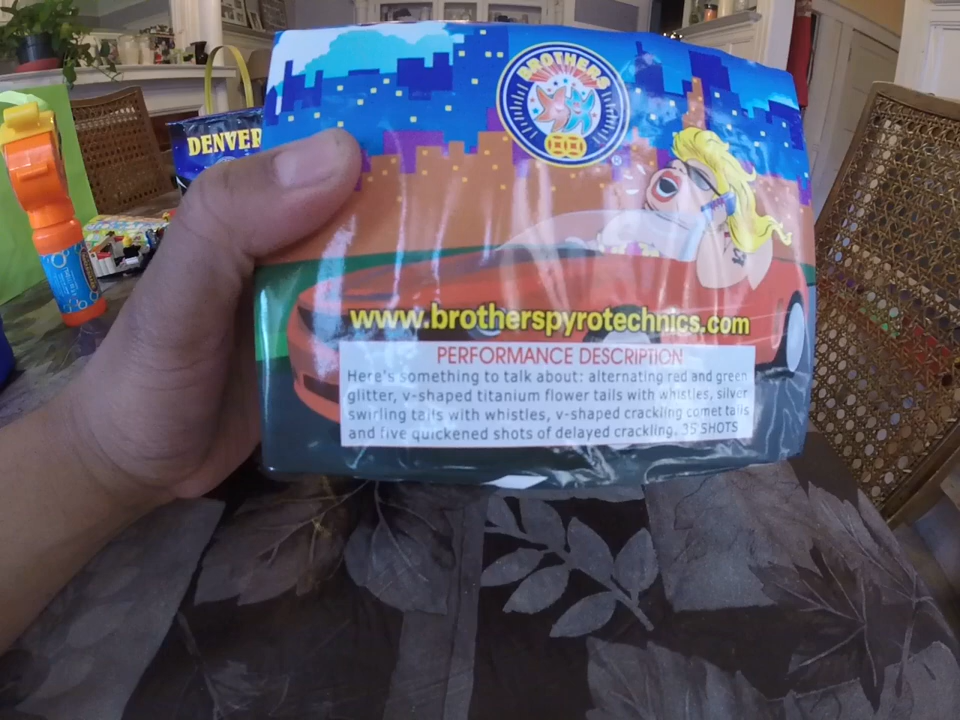 BROTHERS
DENVER
www.brotherspyrotechnics.com
PERFORMANCE DESCRIPTION
Here's something to talk about: alternating red and green
glitter, v-shaped titanium flower tails with whistles, silver
swirling tails with whistles, v-shaped crackling comet tails
and five quickened shots of delayed crackling. 35 SHOTS